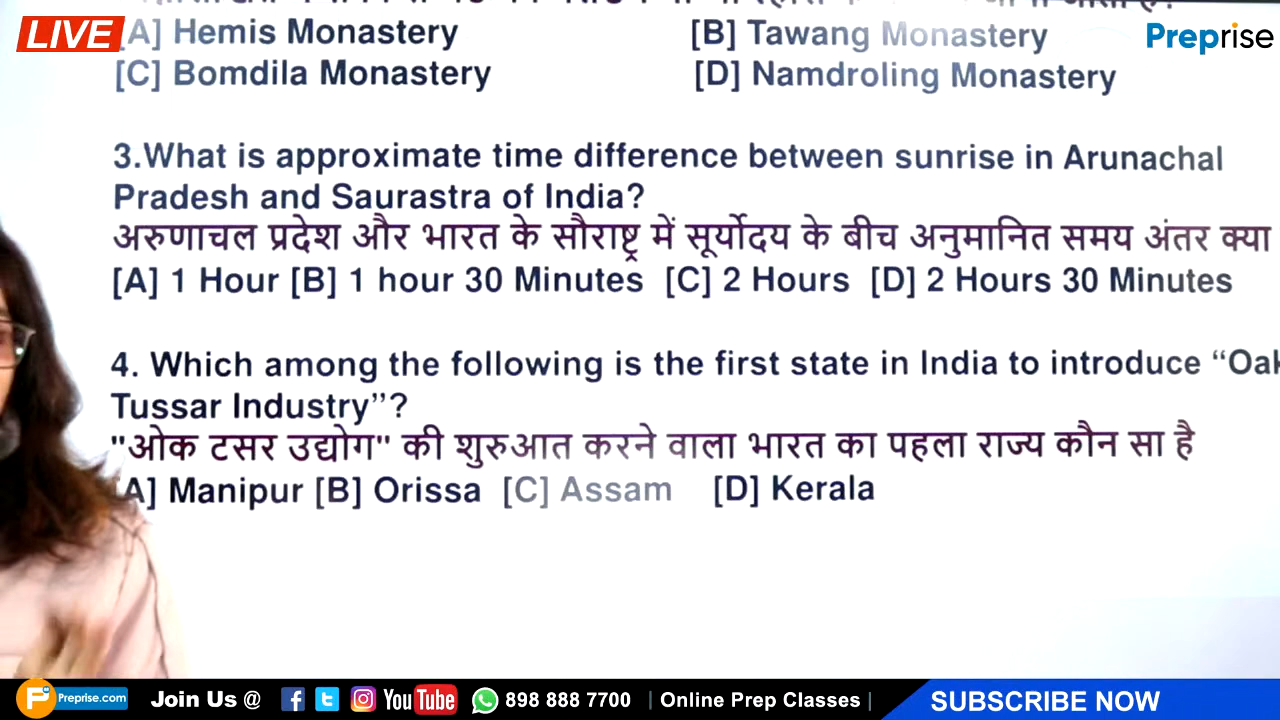 LIVE
[A] Hemis Monastery [B] Tawang Monastery
Preprise
[C] Bomdila Monastery [D] Namdroling Monastery
3.What is approximate time difference between sunrise in Arunachal
Pradesh and Saurastra of India?
अरुणाचल प्रदेश और भारत के सौराष्ट्र में सूर्योदय के बीच अनुमानित समय अंतर क्या
[A] 1 Hour [B] 1 hour 30 Minutes [C] 2 Hours [D] 2 Hours 30 Minutes
4. Which among the following is the first state in India to introduce “Oak
Tussar Industry”?
"ओक टसर उद्योग" की शुरुआत करने वाला भारत का पहला राज्य कौन सा है
A] Manipur [B] Orissa [C] Assam [D] Kerala
Preprise.com Join Us @ YouTube 898 888 7700 | Online Prep Classes | SUBSCRIBE NOW